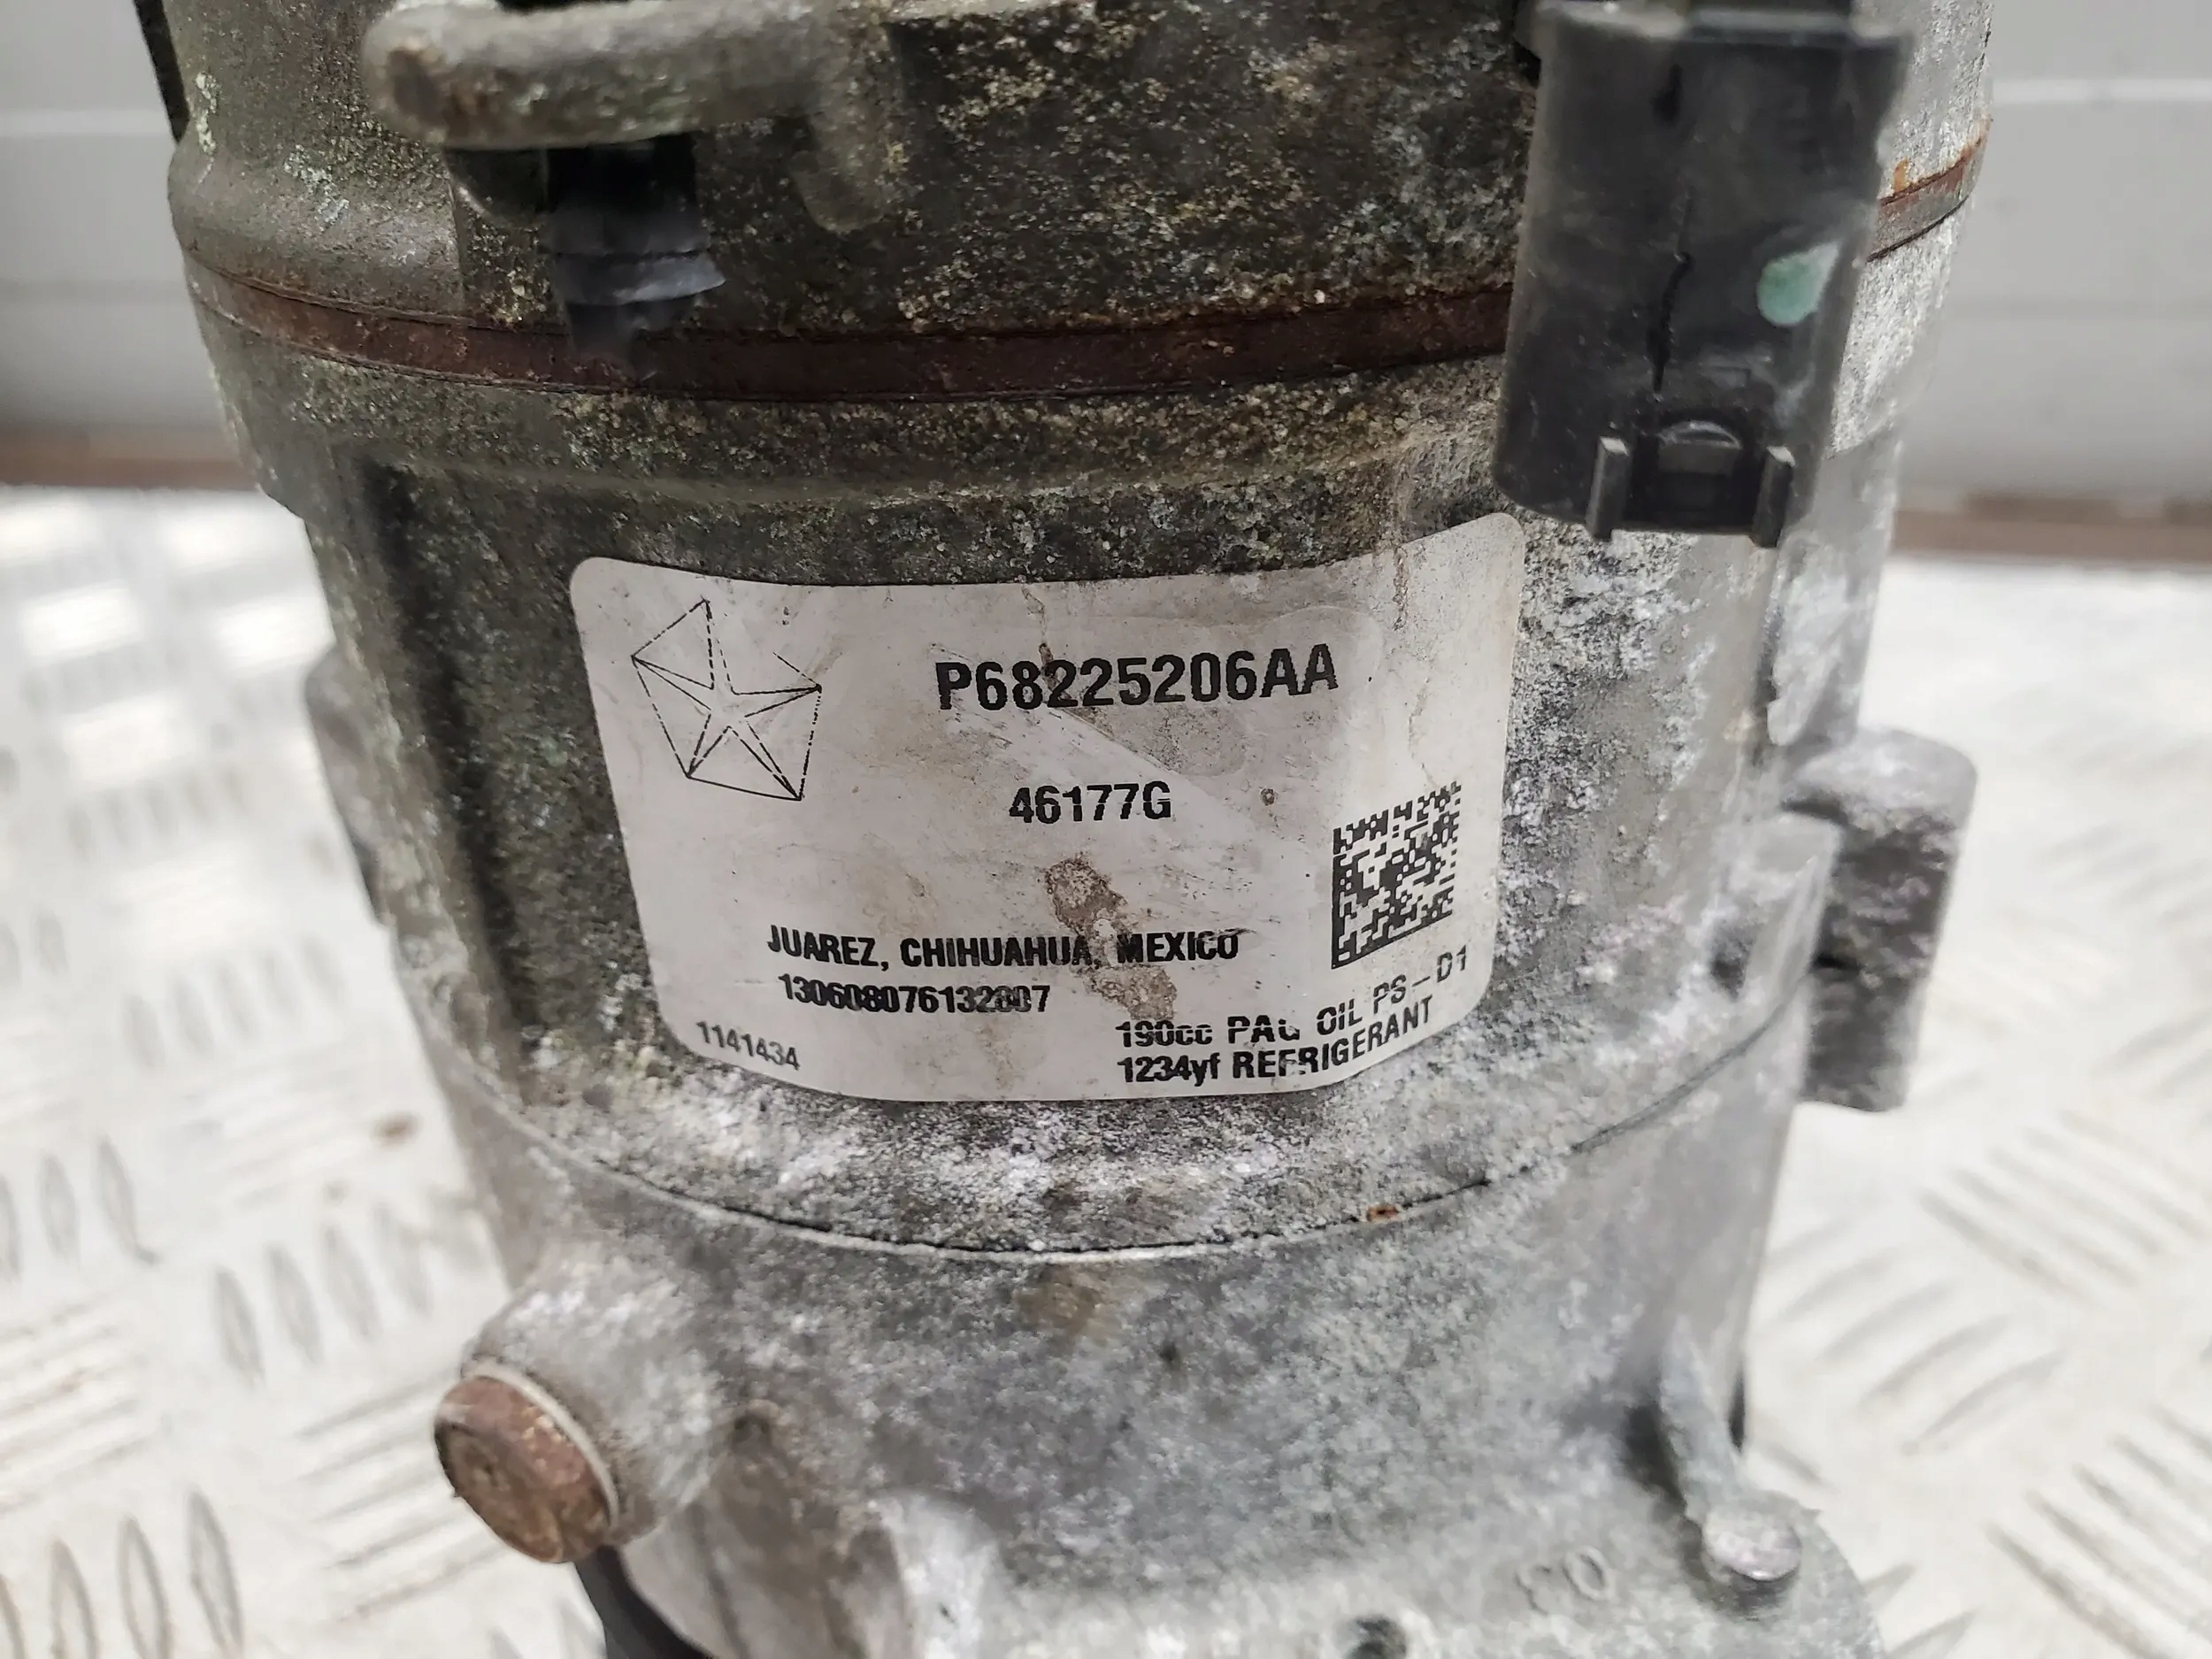 P68225206AA
46177G
JUAREZ, CHIHUAHUA, MEXICO
130608076132807
1141434
190cc PAG OIL PS-D1
1234yf REFRIGERANT